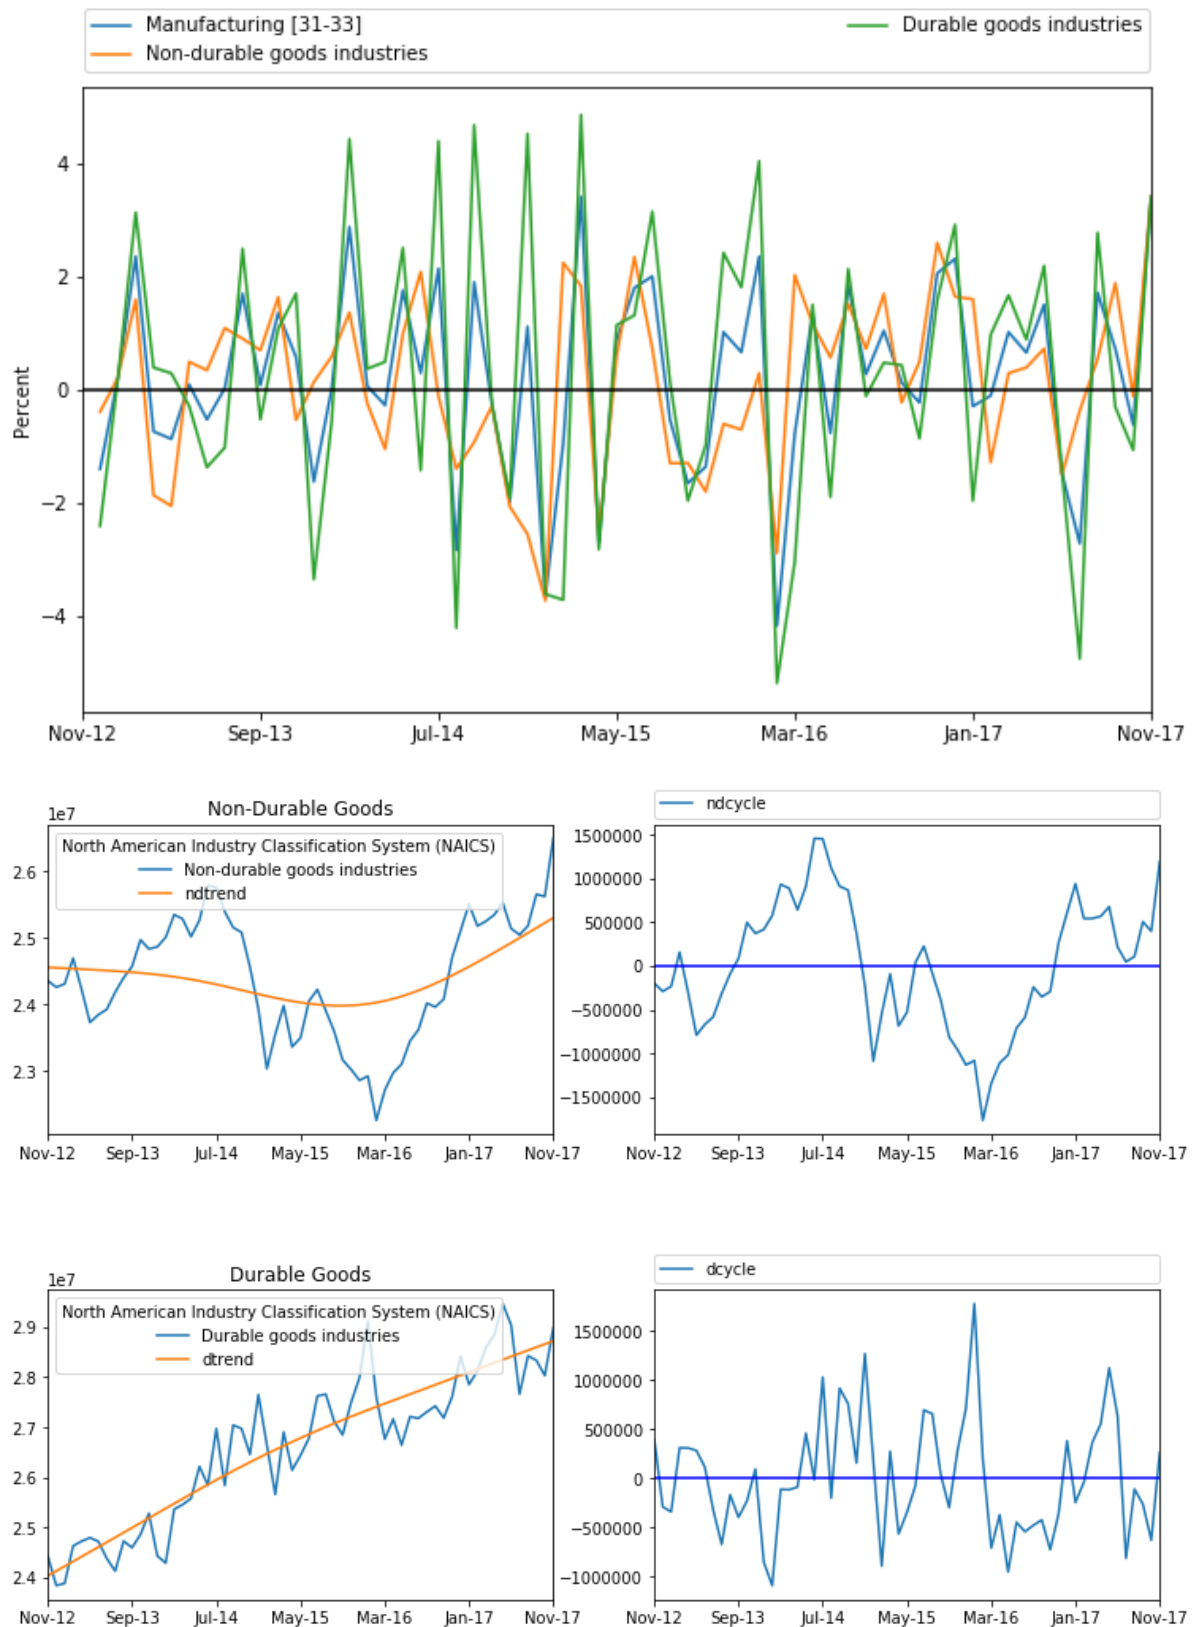 Manufacturing [31-33]
Non-durable goods industries
Durable goods industries
Percent
4
2
0
−2
−4
Nov-12 Sep-13 Jul-14 May-15 Mar-16 Jan-17 Nov-17
Non-Durable Goods
1e7
North American Industry Classification System (NAICS)
Non-durable goods industries
ndtrend
2.6
2.5
2.4
2.3
Nov-12 Sep-13 Jul-14 May-15 Mar-16 Jan-17 Nov-17
ndcycle
1500000
1000000
500000
0
−500000
−1000000
−1500000
Nov-12 Sep-13 Jul-14 May-15 Mar-16 Jan-17 Nov-17
Durable Goods
1e7
North American Industry Classification System (NAICS)
Durable goods industries
dtrend
2.9
2.8
2.7
2.6
2.5
2.4
Nov-12 Sep-13 Jul-14 May-15 Mar-16 Jan-17 Nov-17
dcycle
1500000
1000000
500000
0
−500000
−1000000
Nov-12 Sep-13 Jul-14 May-15 Mar-16 Jan-17 Nov-17